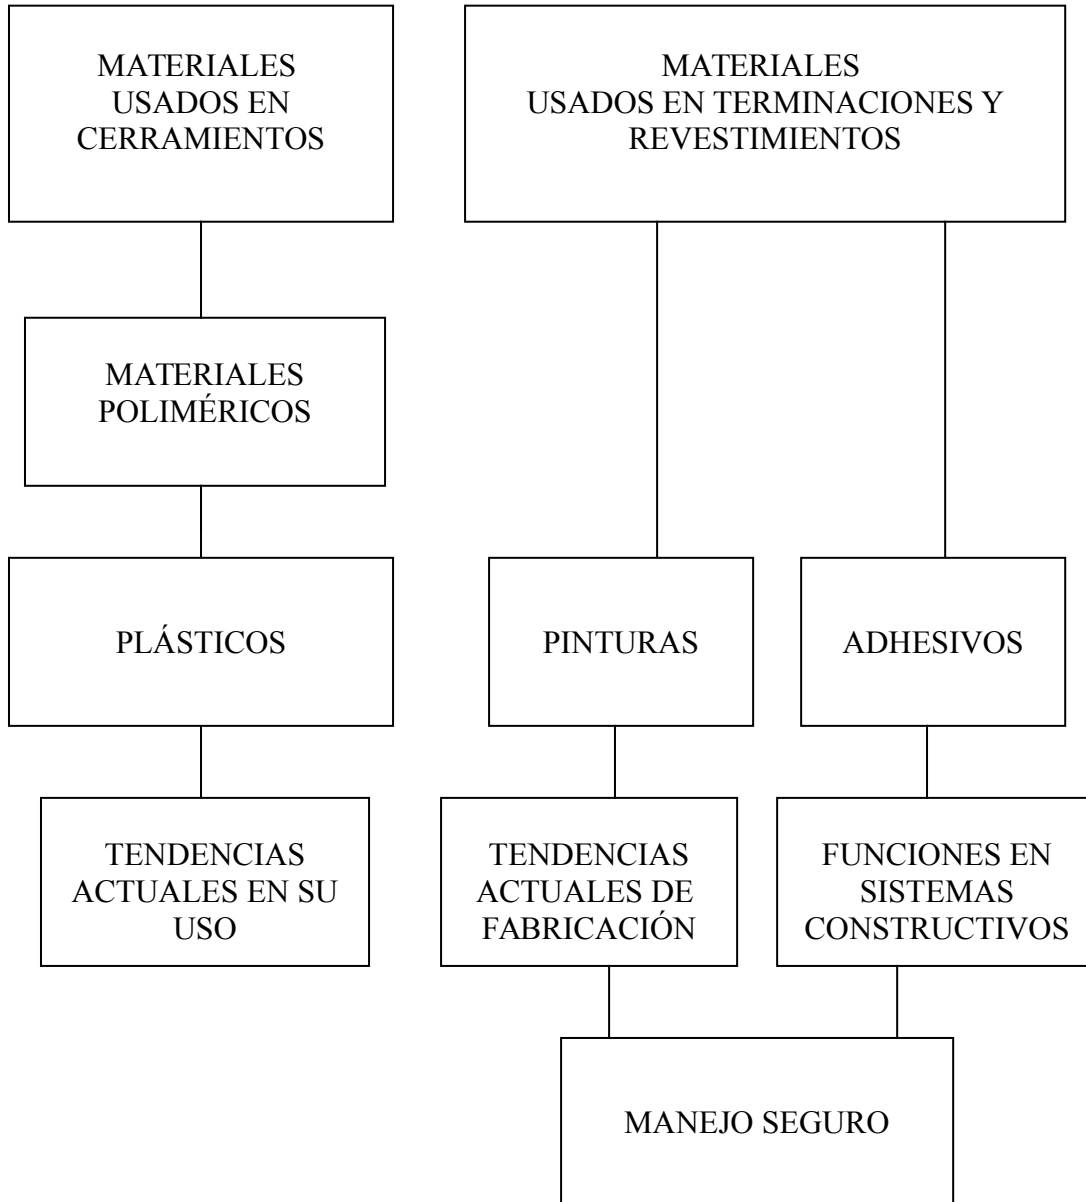 MATERIALES
USADOS EN
CERRAMIENTOS
MATERIALES
USADOS EN TERMINACIONES Y
REVESTIMIENTOS
MATERIALES
POLIMÉRICOS
PLÁSTICOS
PINTURAS
ADHESIVOS
TENDENCIAS
ACTUALES EN SU
USO
TENDENCIAS
ACTUALES DE
FABRICACIÓN
FUNCIONES EN
SISTEMAS
CONSTRUCTIVOS
MANEJO SEGURO